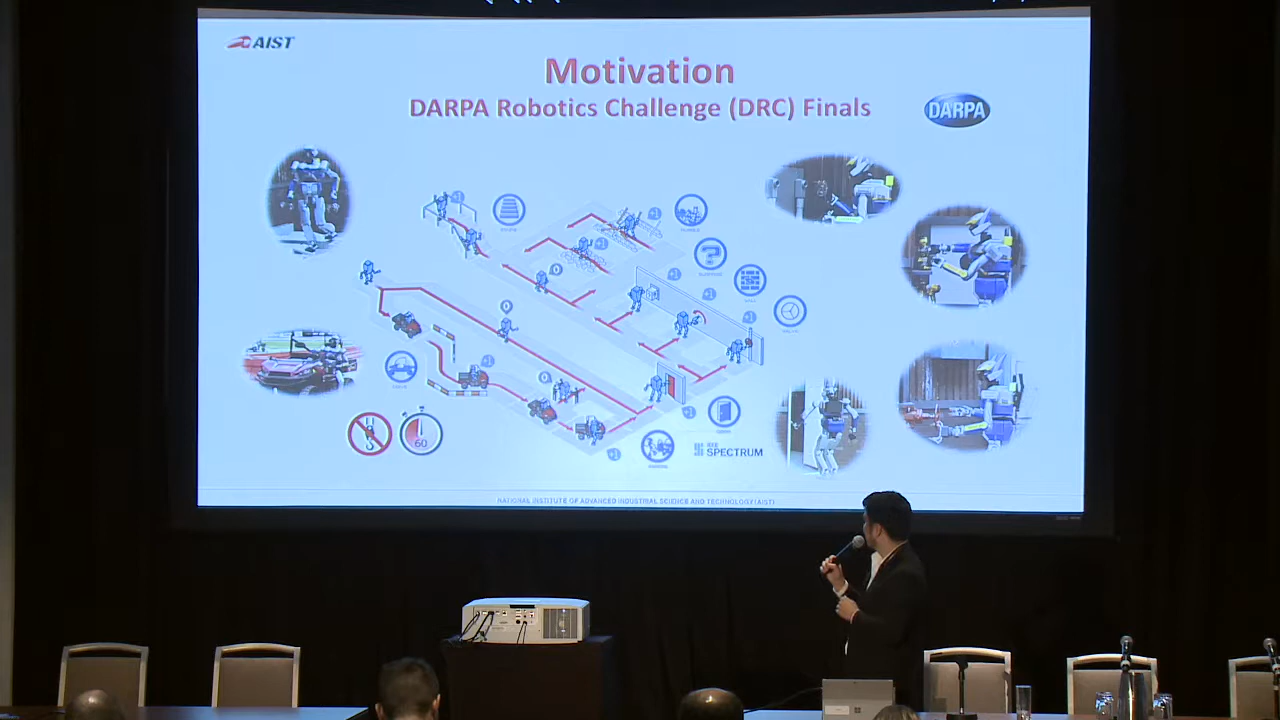 AIST
Motivation
DARPA Robotics Challenge (DRC) Finals
DARPA
60
IEEE
SPECTRUM
NATIONAL INSTITUTE OF ADVANCED INDUSTRIAL SCIENCE AND TECHNOLOGY (AIST)